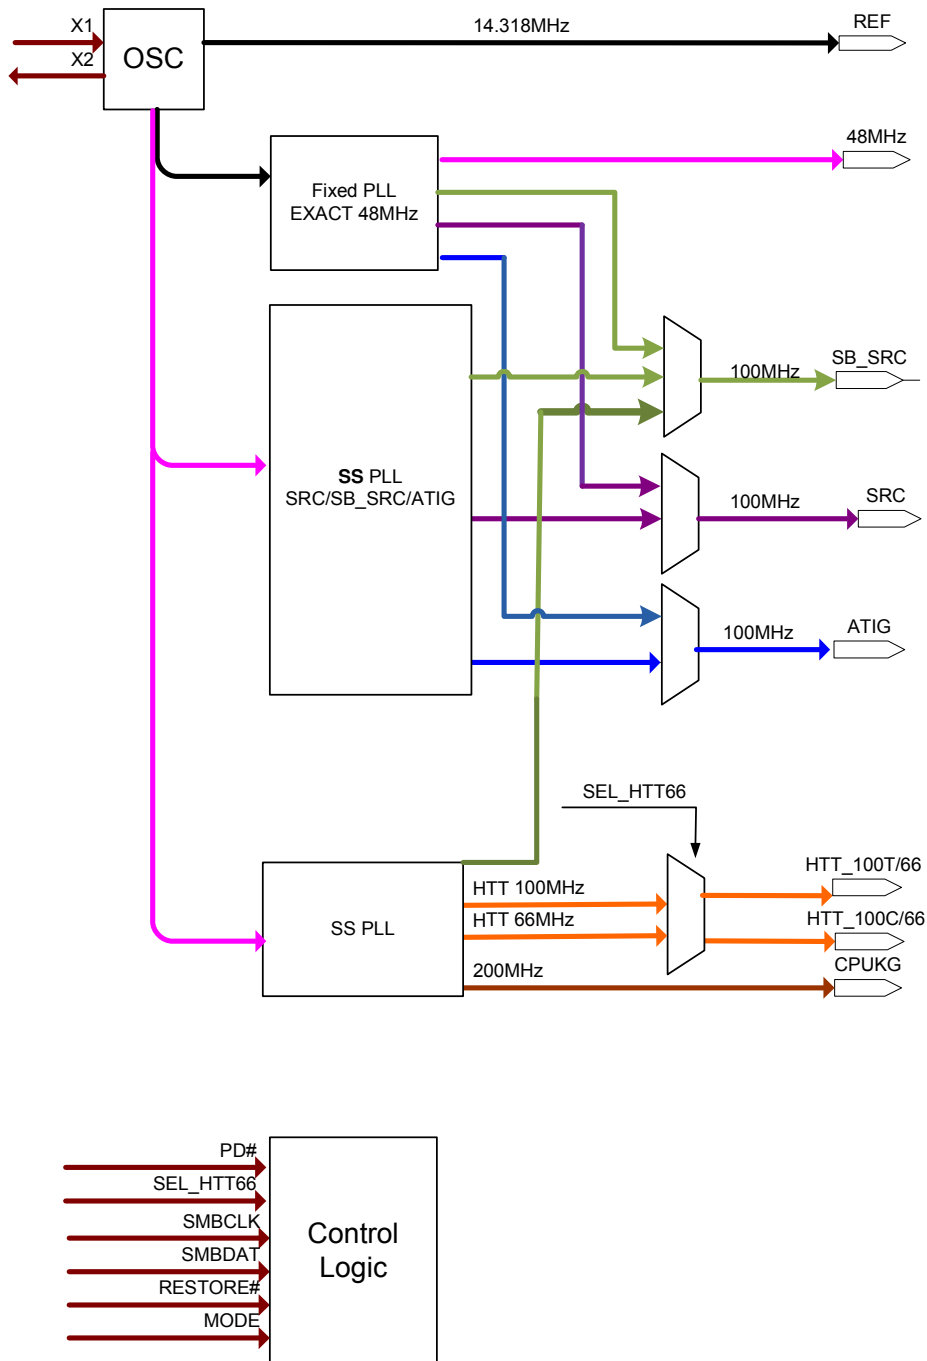 X1
X2
OSC
14.318MHz
REF
48MHz
Fixed PLL
EXACT 48MHz
100MHz
SB_SRC
SS PLL
SRC/SB_SRC/ATIG
100MHz
SRC
100MHz
ATIG
SEL_HTT66
SS PLL
HTT 100MHz
HTT 66MHz
200MHz
HTT_100T/66
HTT_100C/66
CPUKG
PD#
SEL_HTT66
SMBCLK
SMBDAT
RESTORE#
MODE
Control
Logic